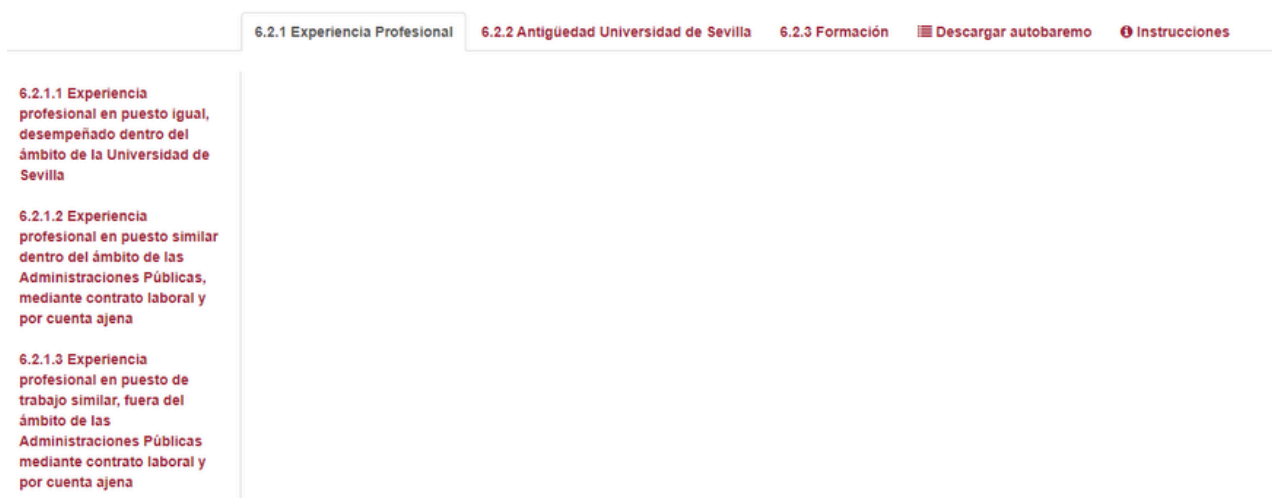 6.2.1 Experiencia Profesional 6.2.2 Antigüedad Universidad de Sevilla 6.2.3 Formación Descargar autobaremo Instrucciones
6.2.1.1 Experiencia
profesional en puesto igual,
desempeñado dentro del
ámbito de la Universidad de
Sevilla
6.2.1.2 Experiencia
profesional en puesto similar
dentro del ámbito de las
Administraciones Públicas,
mediante contrato laboral y
por cuenta ajena
6.2.1.3 Experiencia
profesional en puesto de
trabajo similar, fuera del
ámbito de las
Administraciones Públicas
mediante contrato laboral y
por cuenta ajena